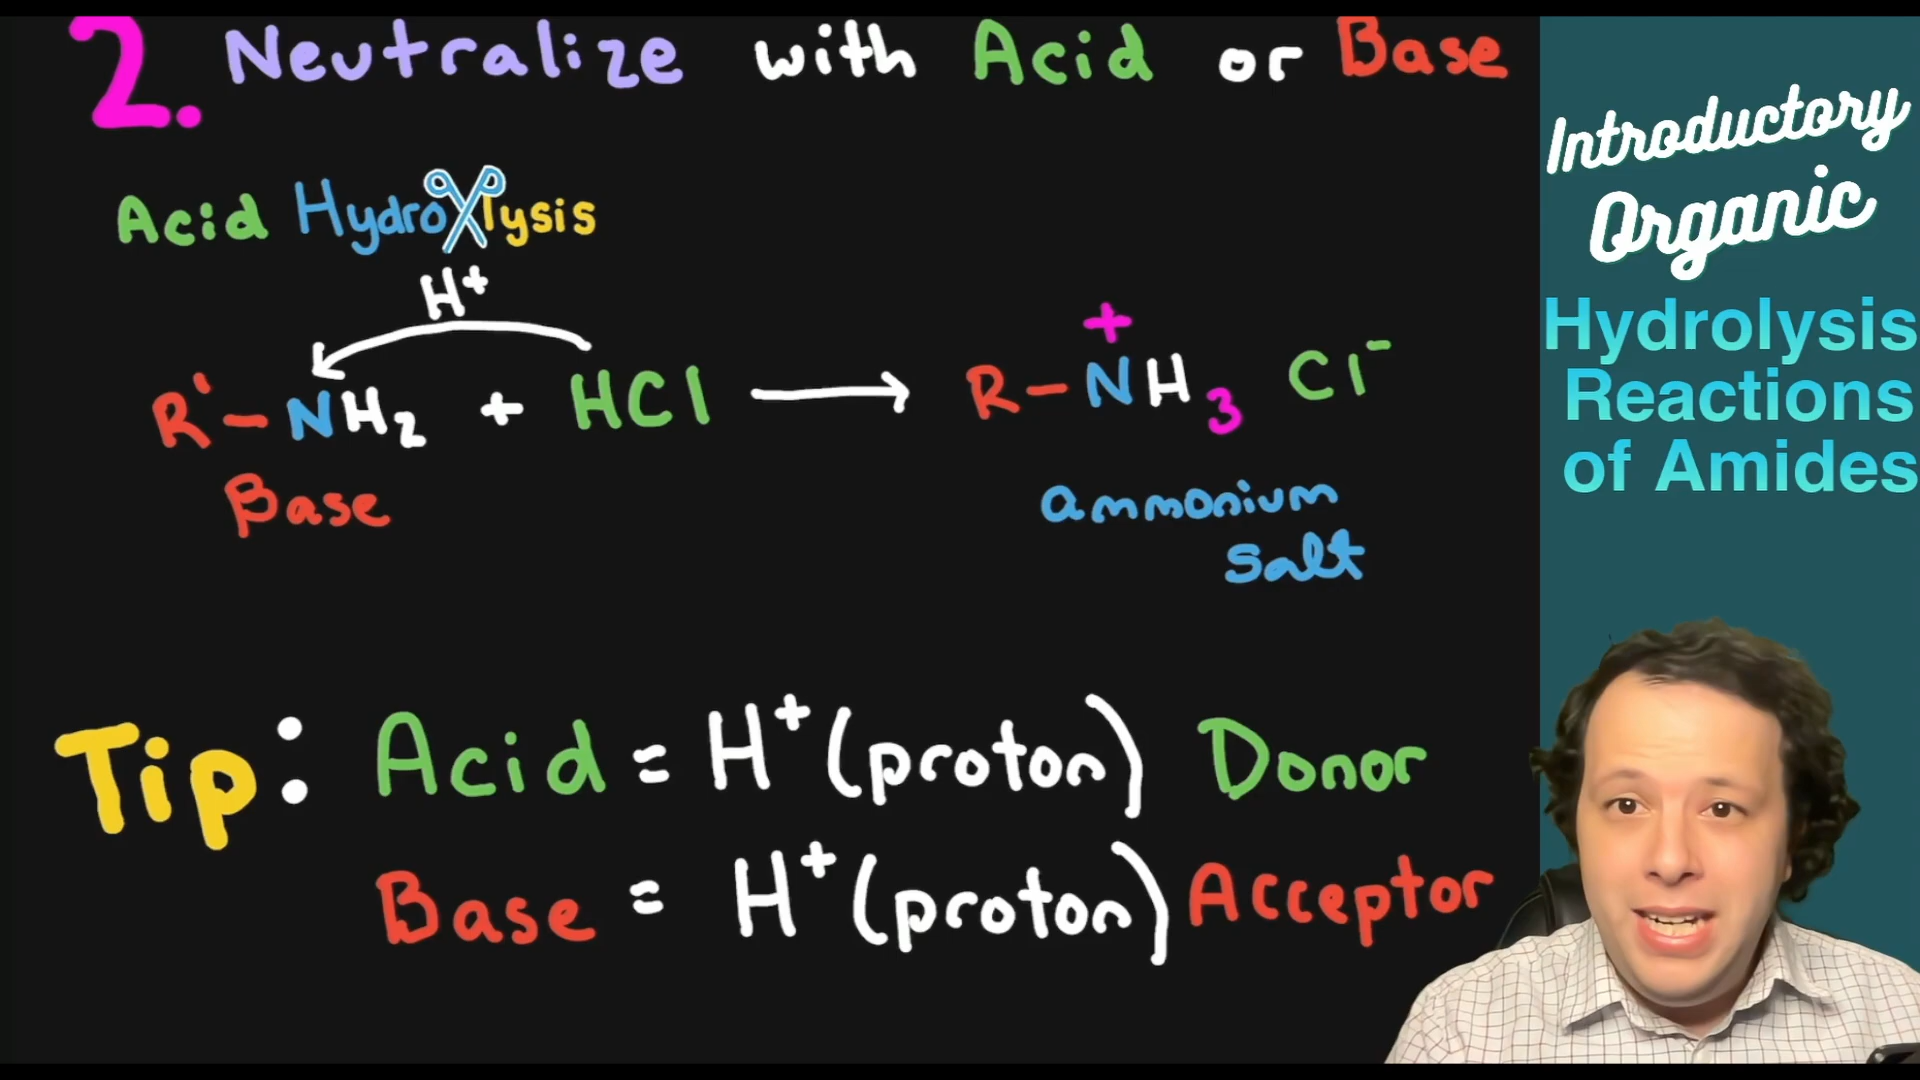 2. Neutralize with Acid or Base
Acid Hydrolysis
H⁺
R' - NH₂ + HCl ⟶ R - N⁺H₃ Cl⁻
Base
ammonium
salt
Tip: Acid = H⁺ (proton) Donor
Base = H⁺ (proton) Acceptor
Introductory
Organic
Hydrolysis
Reactions
of Amides